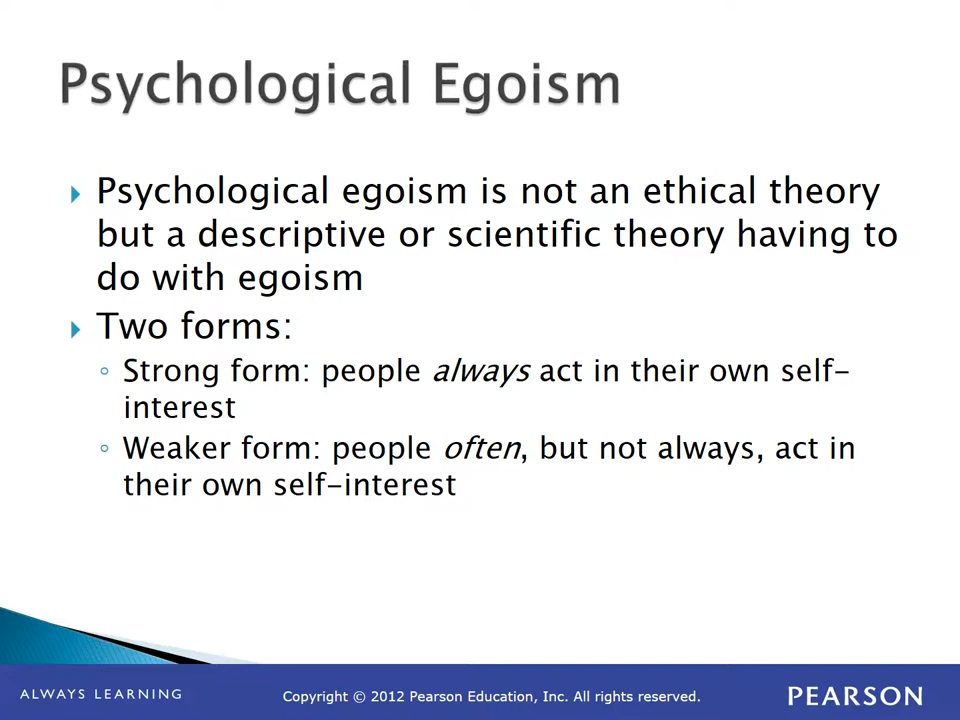 Psychological Egoism
Psychological egoism is not an ethical theory
but a descriptive or scientific theory having to
do with egoism
Two forms:
Strong form: people always act in their own self-
interest
Weaker form: people often, but not always, act in
their own self-interest
ALWAYS LEARNING
Copyright © 2012 Pearson Education, Inc. All rights reserved.
PEARSON